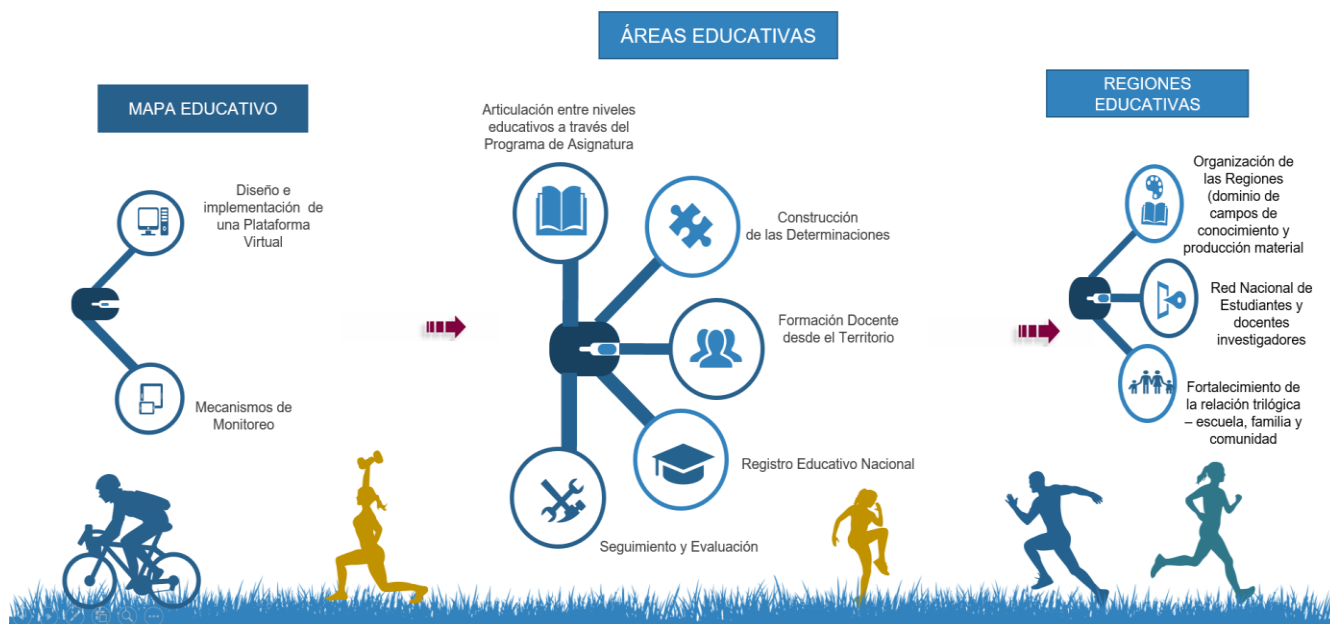 ÁREAS EDUCATIVAS
MAPA EDUCATIVO
Diseño e
implementación de
una Plataforma
Virtual
Mecanismos de
Monitoreo
Articulación entre niveles
educativos a través del
Programa de Asignatura
Construcción
de las Determinaciones
Formación Docente
desde el Territorio
Registro Educativo Nacional
Seguimiento y Evaluación
REGIONES
EDUCATIVAS
Organización de
las Regiones
(dominio de
campos de
conocimiento y
producción material
Red Nacional de
Estudiantes y
docentes
investigadores
Fortalecimiento de
la relación trilógica
– escuela, familia y
comunidad